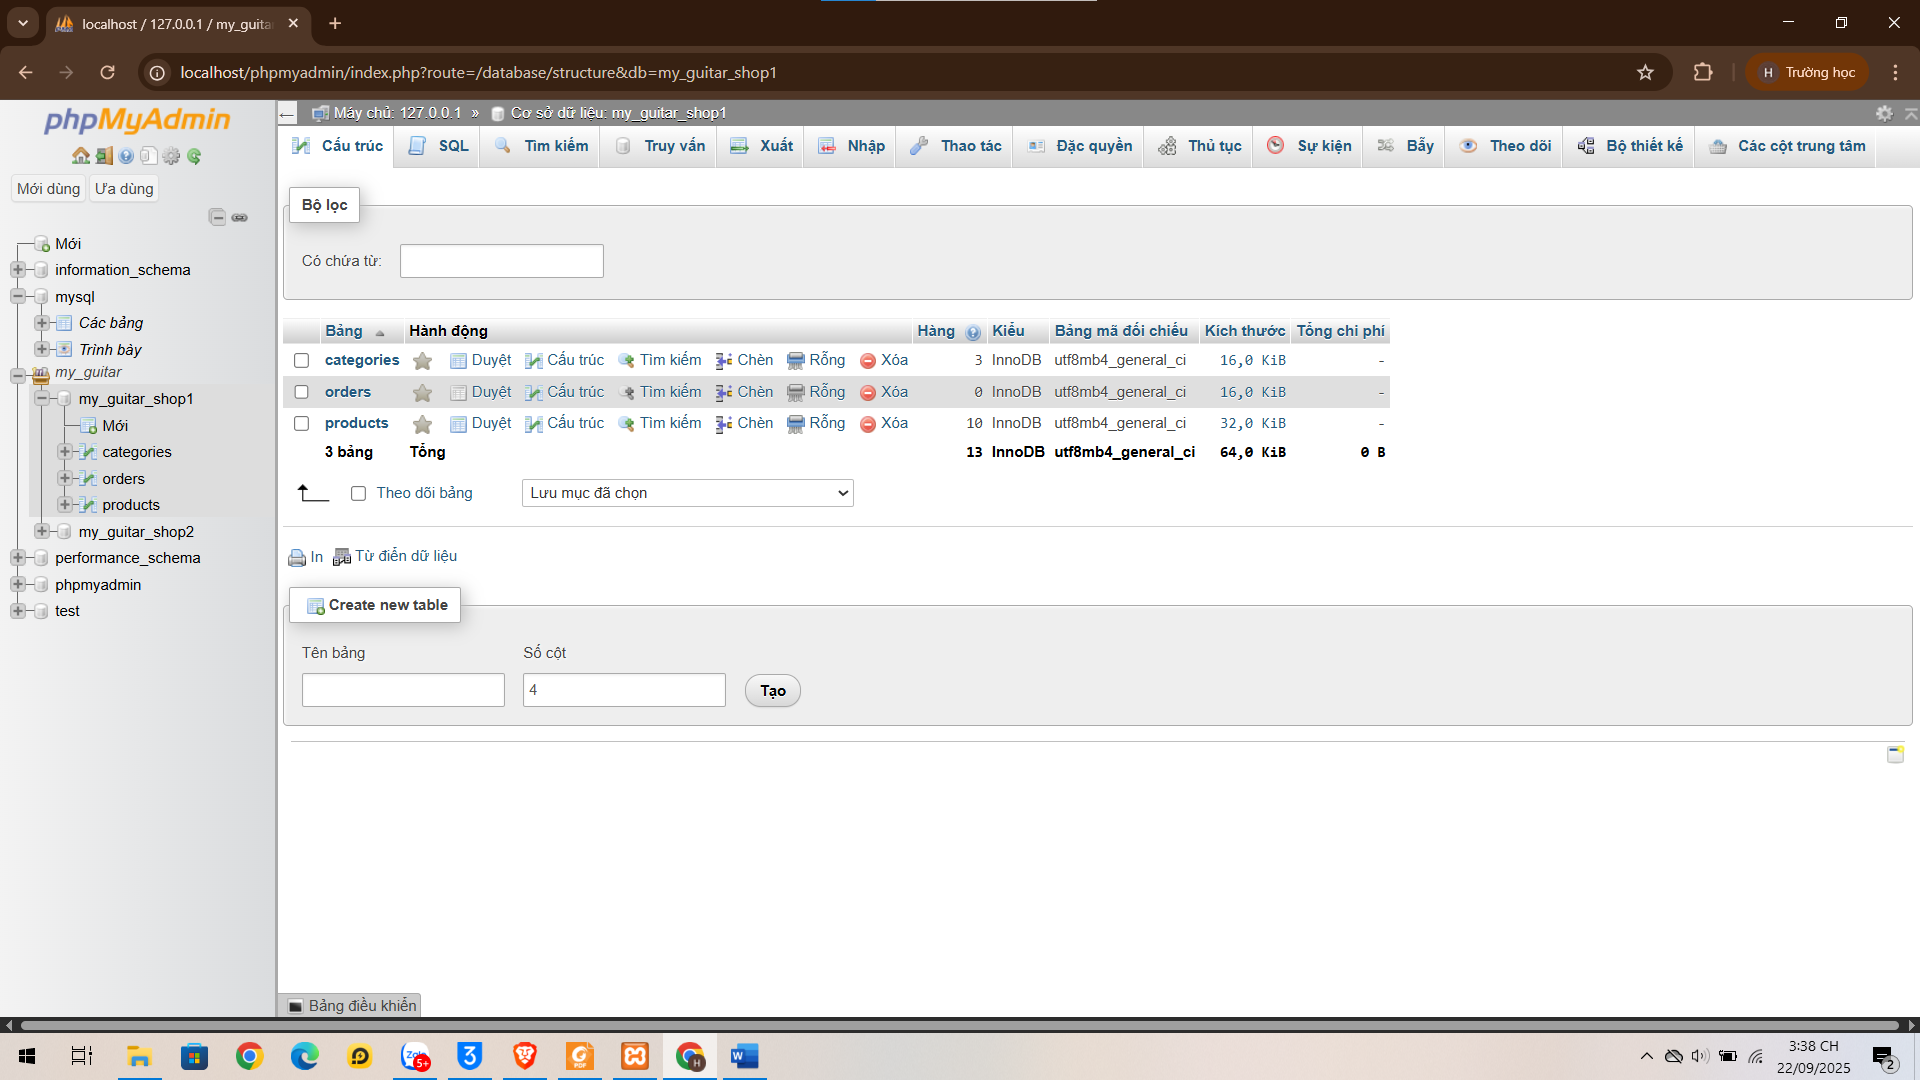 localhost / 127.0.0.1 / my_guita
localhost/phpmyadmin/index.php?route=/database/structure&db=my_guitar_shop1
H Trường học
phpMyAdmin
Mới dùng Ưa dùng
Mới
information_schema
mysql
Các bảng
Trình bày
my_guitar
my_guitar_shop1
Mới
categories
orders
products
my_guitar_shop2
performance_schema
phpmyadmin
test
Máy chủ: 127.0.0.1 » Cơ sở dữ liệu: my_guitar_shop1
Cấu trúc SQL Tìm kiếm Truy vấn Xuất Nhập Thao tác Đặc quyền Thủ tục Sự kiện Bẫy Theo dõi Bộ thiết kế Các cột trung tâm
Bộ lọc
Có chứa từ:
Bảng Hành động Hàng Kiểu Bảng mã đối chiếu Kích thước Tổng chi phí
categories Duyệt Cấu trúc Tìm kiếm Chèn Rỗng Xóa 3 InnoDB utf8mb4_general_ci 16,0 KiB -
orders Duyệt Cấu trúc Tìm kiếm Chèn Rỗng Xóa 0 InnoDB utf8mb4_general_ci 16,0 KiB -
products Duyệt Cấu trúc Tìm kiếm Chèn Rỗng Xóa 10 InnoDB utf8mb4_general_ci 32,0 KiB -
3 bảng Tổng 13 InnoDB utf8mb4_general_ci 64,0 KiB 0 B
Theo dõi bảng Lưu mục đã chọn
In Từ điển dữ liệu
Create new table
Tên bảng Số cột
4 Tạo
Bảng điều khiển
Zalo 5+
PDF
H
W
3:38 CH
22/09/2025
2